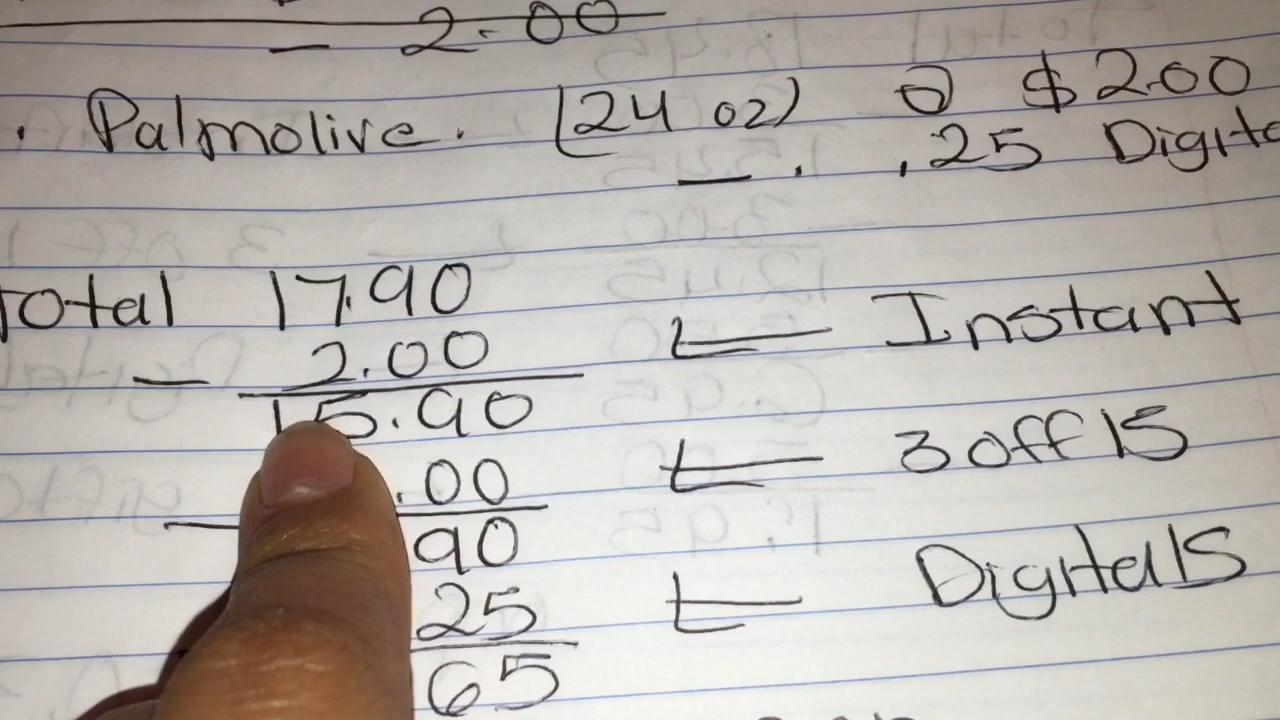 - 2.00
. Palmolive. (24 oz) @ $2.00
- . .25
Total 17.90
- 2.00 Instant
15.90
- .00 3 off 15
90
25 Digitals
65